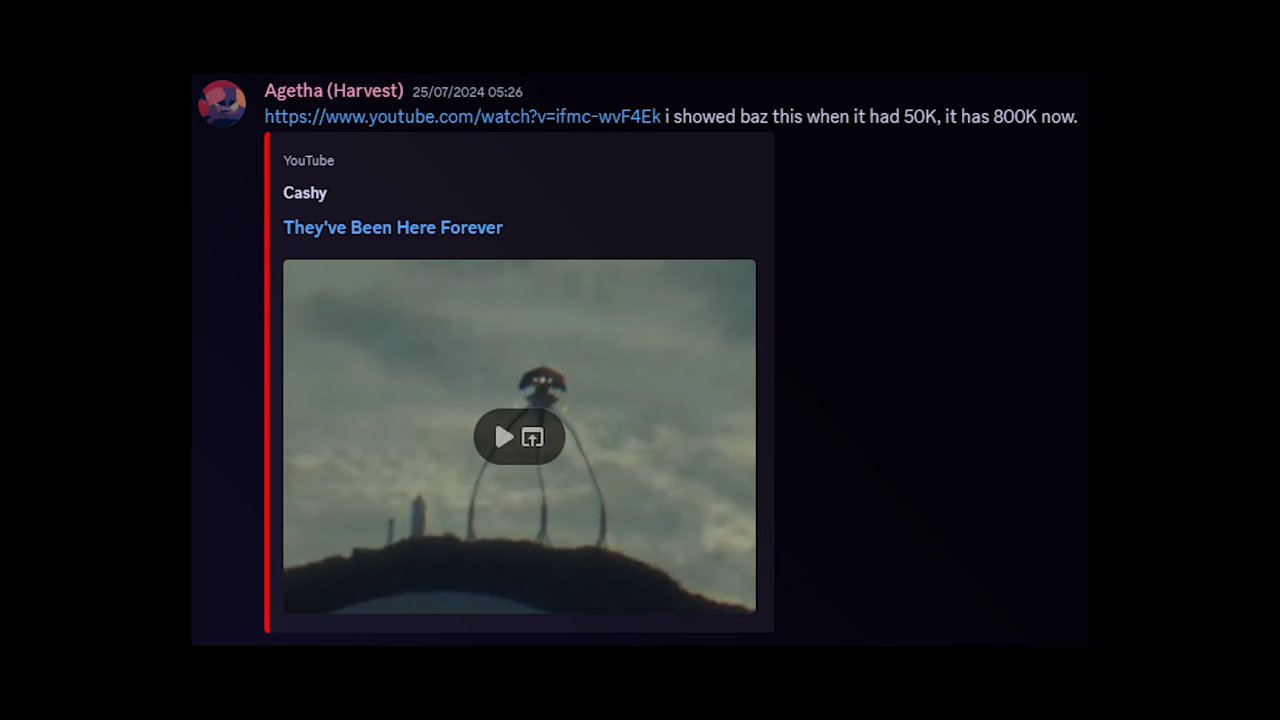 Agetha (Harvest) 25/07/2024 05:26
https://www.youtube.com/watch?v=ifmc-wvF4Ek i showed baz this when it had 50K, it has 800K now.
YouTube
Cashy
They've Been Here Forever